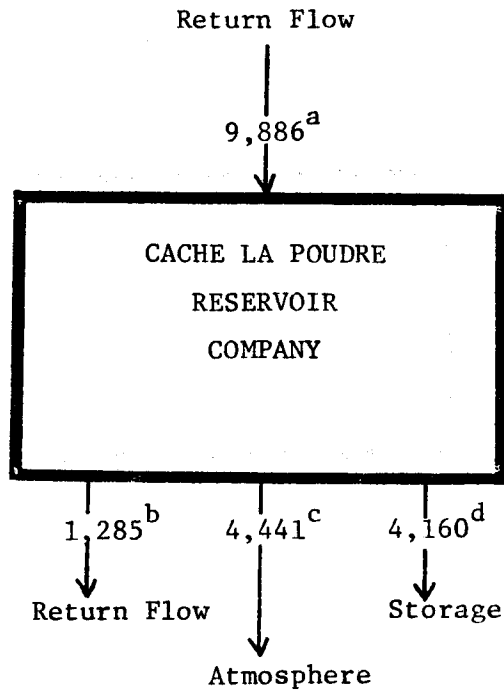 Return Flow
9,886a
CACHE LA POUDRE
RESERVOIR
COMPANY
1,285b 4,441c 4,160d
Return Flow Storage
Atmosphere